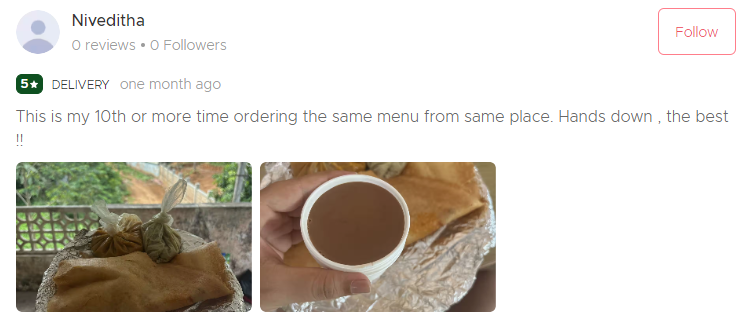 Niveditha
0 reviews • 0 Followers
Follow
5★ DELIVERY one month ago
This is my 10th or more time ordering the same menu from same place. Hands down , the best
!!